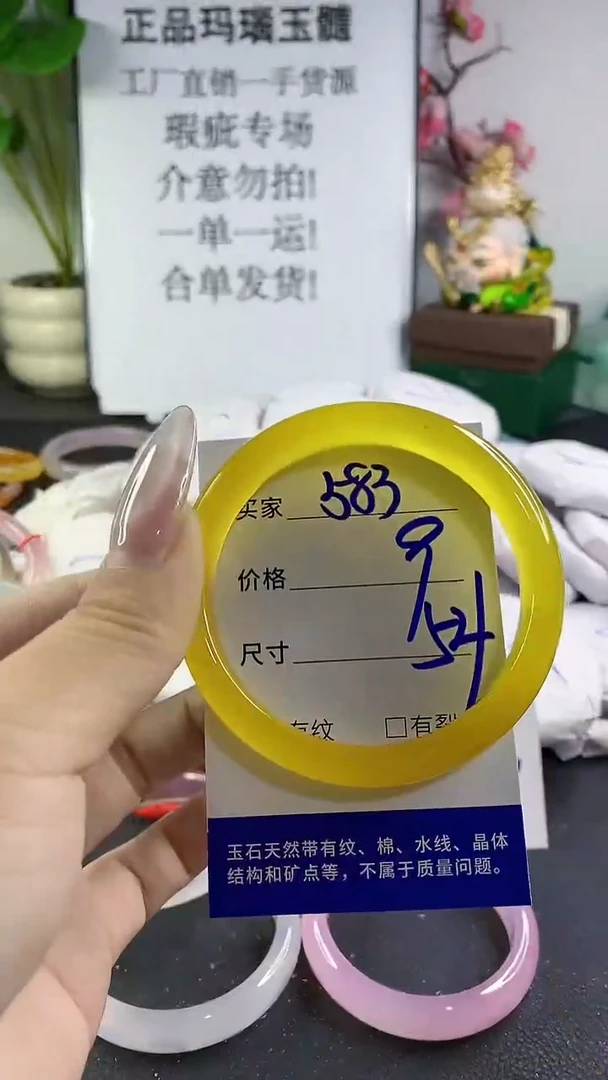 正品玛瑙玉髓
工厂直销一手货源
瑕疵专场
介意勿拍!
一单一运!
合单发货!
买家 583
价格 9
尺寸 54
有纹 □有裂
玉石天然带有纹、棉、水线、晶体
结构和矿点等，不属于质量问题。